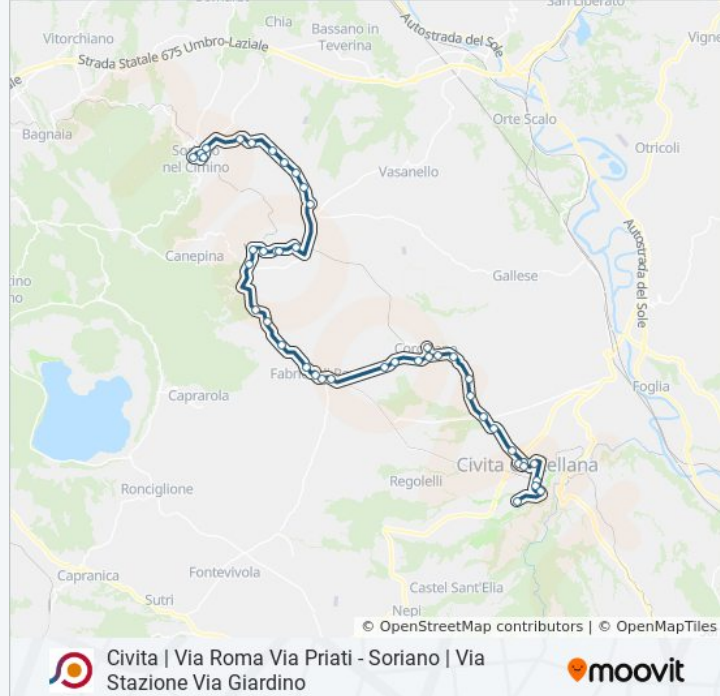 San Liberato
Vitorchiano
Chia
Bassano in
Teverina
Autostrada del Sole
Strada Statale 675 Umbro-Laziale
Bagnaia
Orte Scalo
Otricoli
nel Cimino
Vasanello
Canepina
Gallese
Autostrada del Sole
Caprarola
Foglia
Civita
Regolelli
Ronciglione
Fontevivola
Capranica
Sutri
Castel Sant'Elia
Nepi
© OpenStreetMap contributors | © OpenMapTiles
Civita | Via Roma Via Priati - Soriano | Via
Stazione Via Giardino
moovit